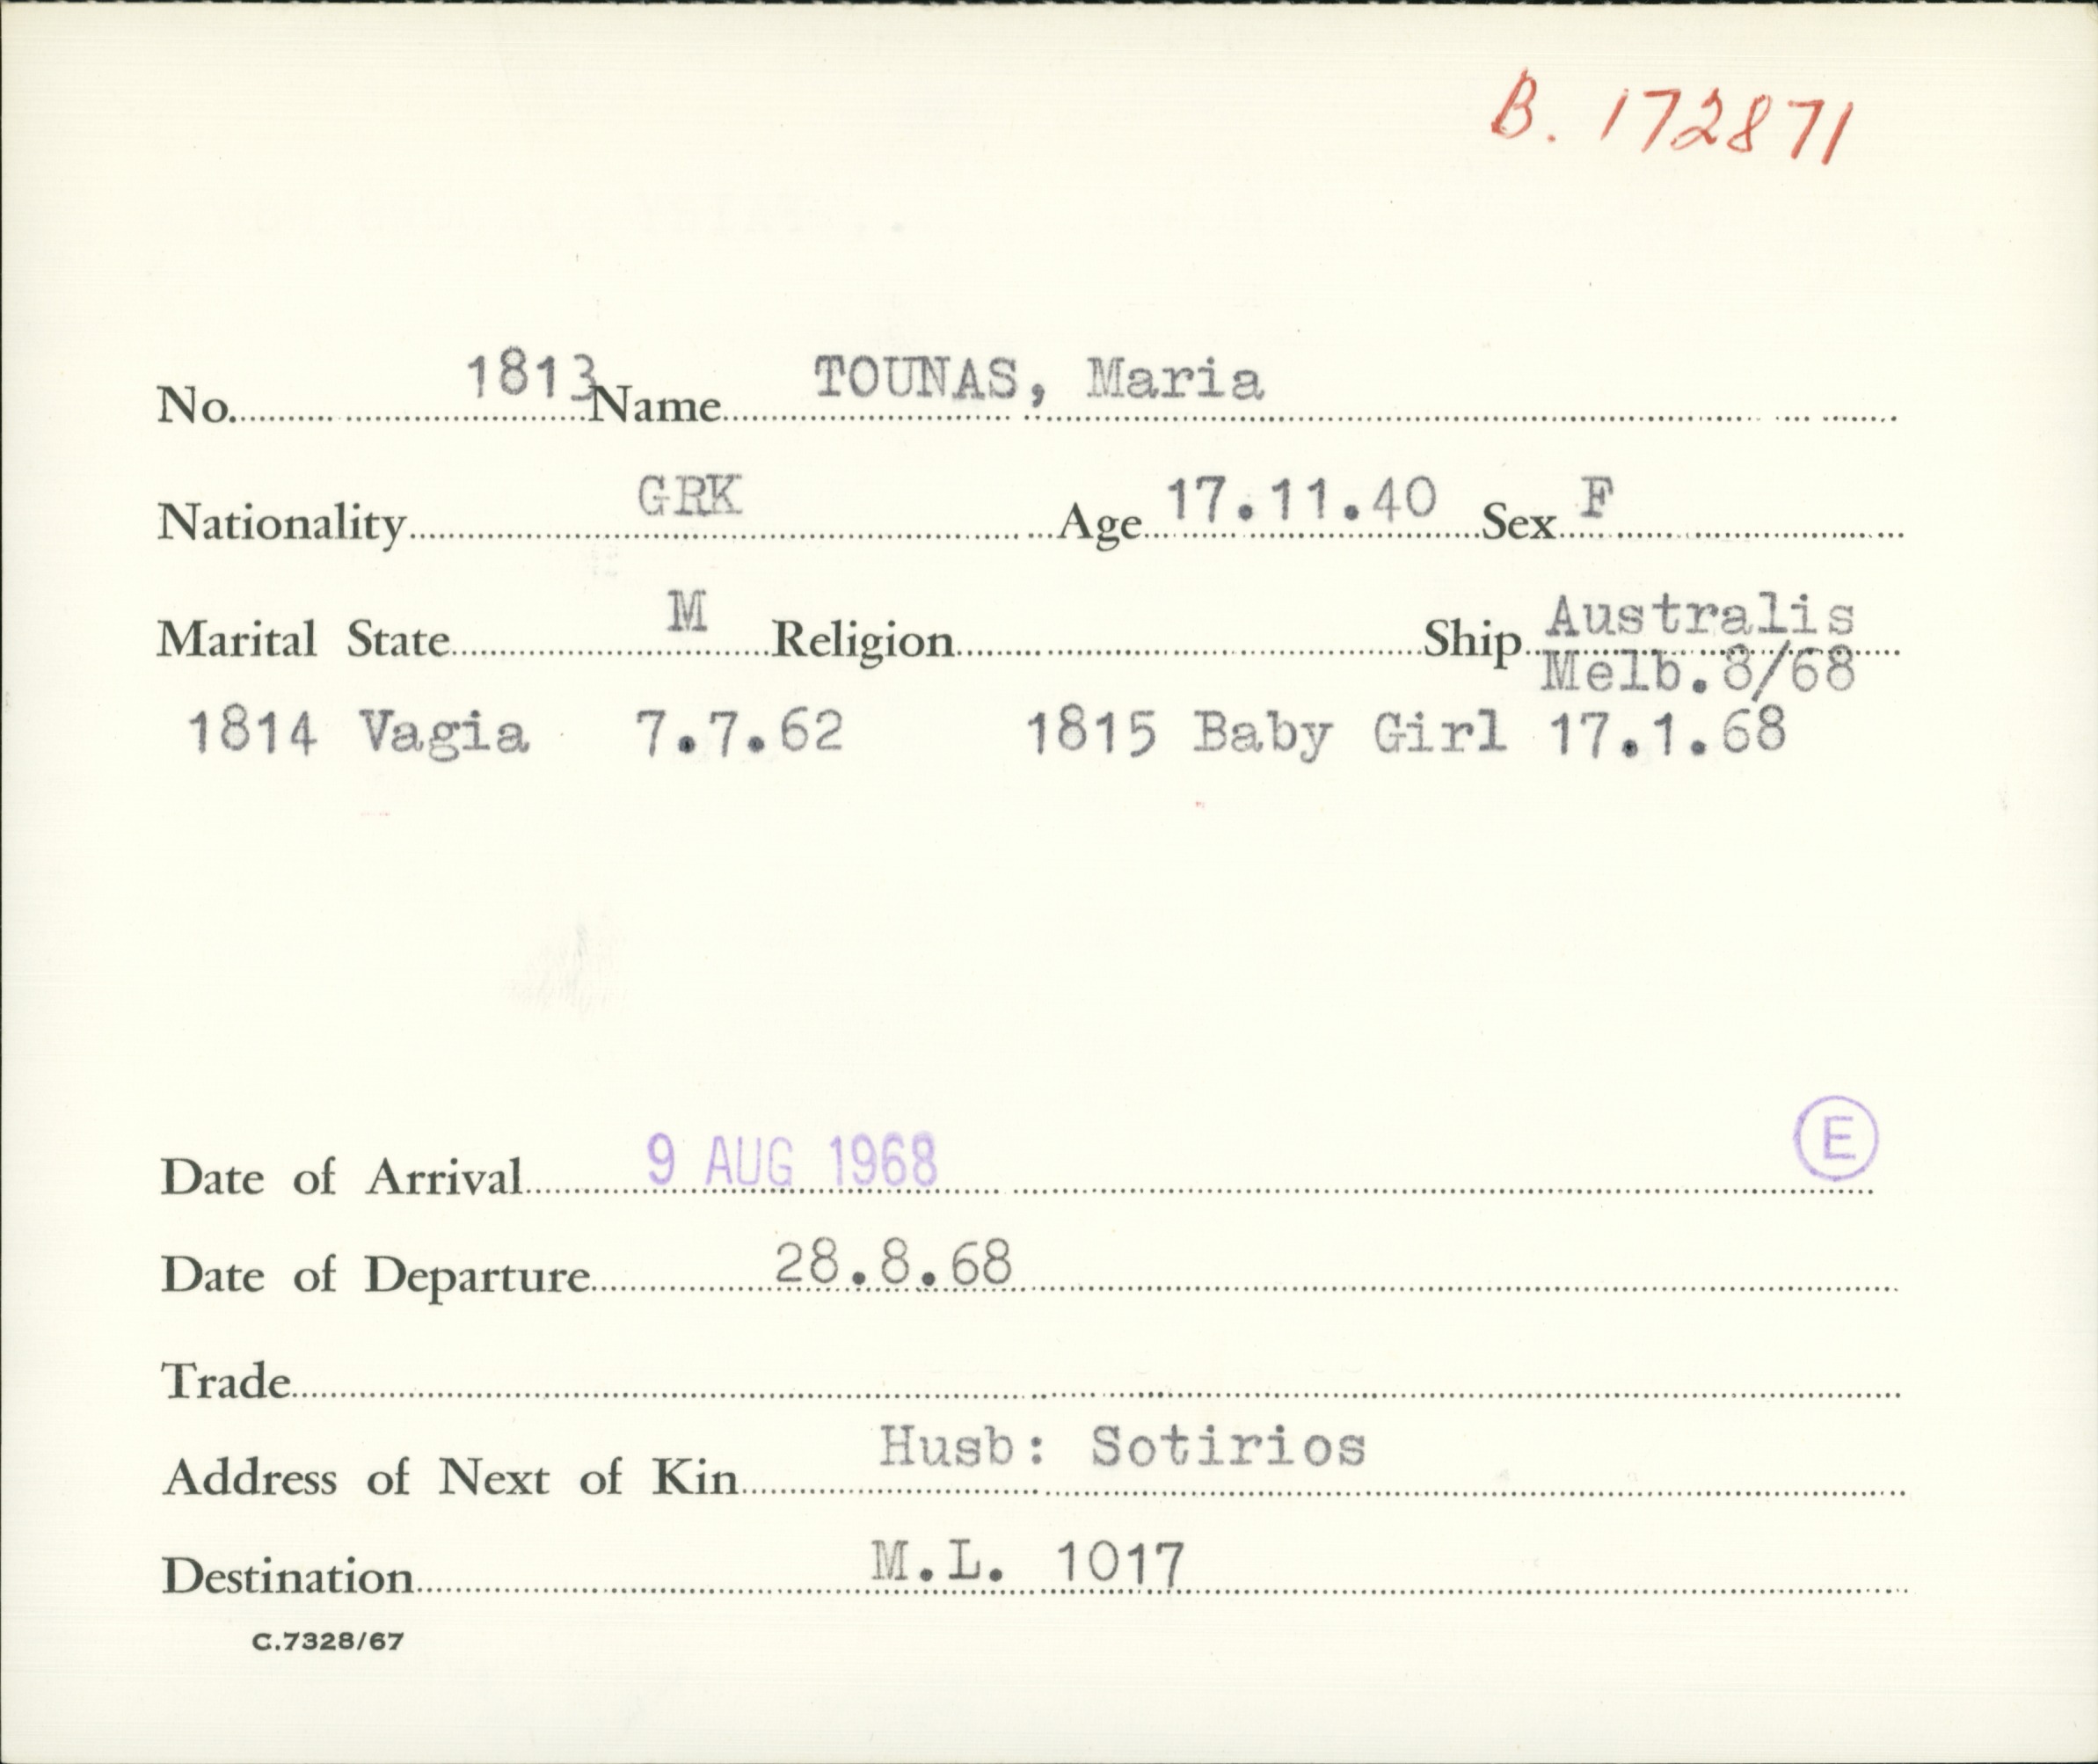 B. 172871
No. 1813 Name TOUNAS, Maria
Nationality GRK Age 17.11.40 Sex F
Marital State M Religion Ship Australis
Melb.8/68
1814 Vagia 7.7.62 1815 Baby Girl 17.1.68
E
Date of Arrival 9 AUG 1968
Date of Departure 28.8.68
Trade
Address of Next of Kin Husb: Sotirios
Destination M.L. 1017
C.7328/67